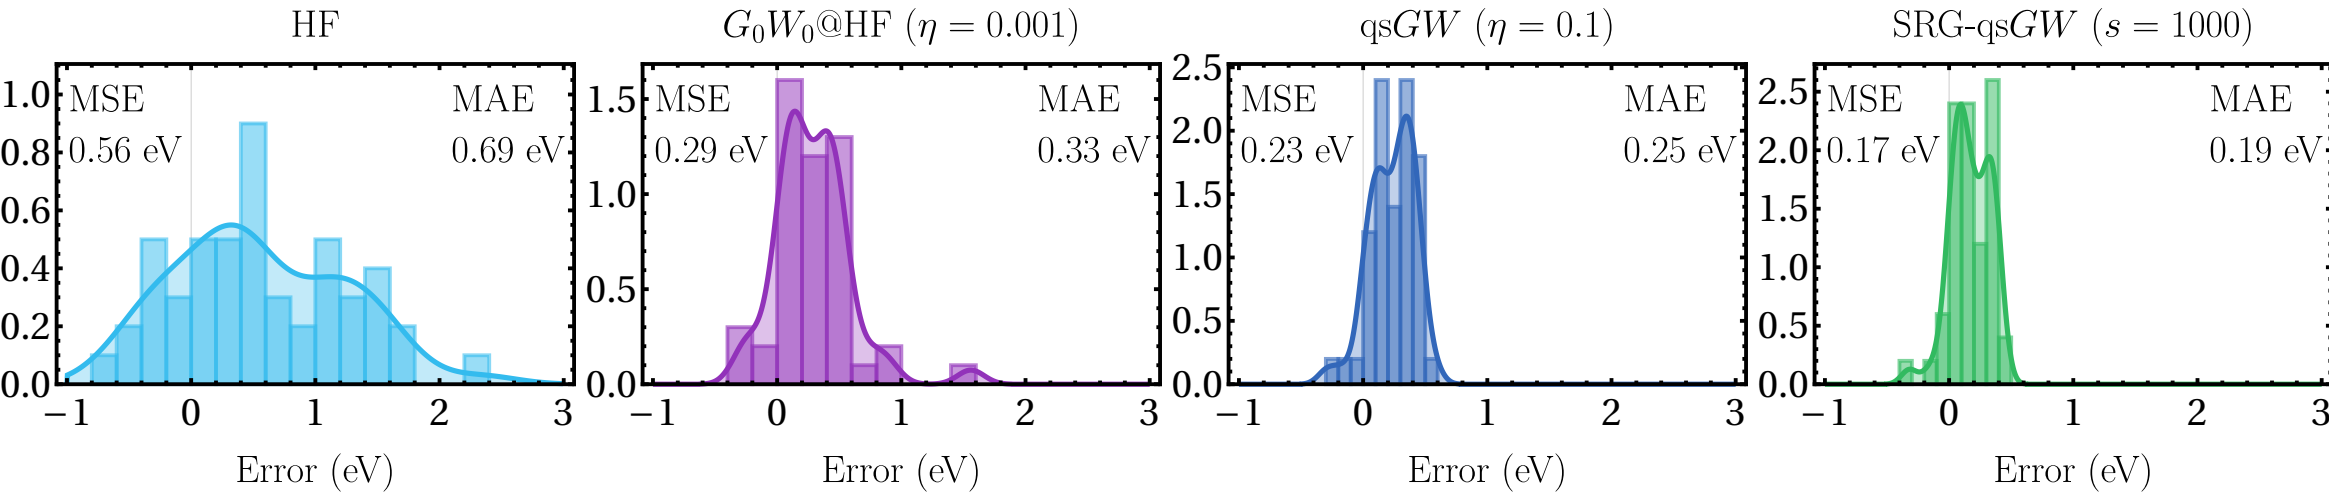 HF
MSE
0.56 eV
MAE
0.69 eV
1.0
0.8
0.6
0.4
0.2
0.0
−1 0 1 2 3
Error (eV)
G₀W₀@HF (η = 0.001)
MSE
0.29 eV
MAE
0.33 eV
1.5
1.0
0.5
0.0
−1 0 1 2 3
Error (eV)
qsGW (η = 0.1)
MSE
0.23 eV
MAE
0.25 eV
2.5
2.0
1.5
1.0
0.5
0.0
−1 0 1 2 3
Error (eV)
SRG-qsGW (s = 1000)
MSE
0.17 eV
MAE
0.19 eV
2.5
2.0
1.5
1.0
0.5
0.0
−1 0 1 2 3
Error (eV)